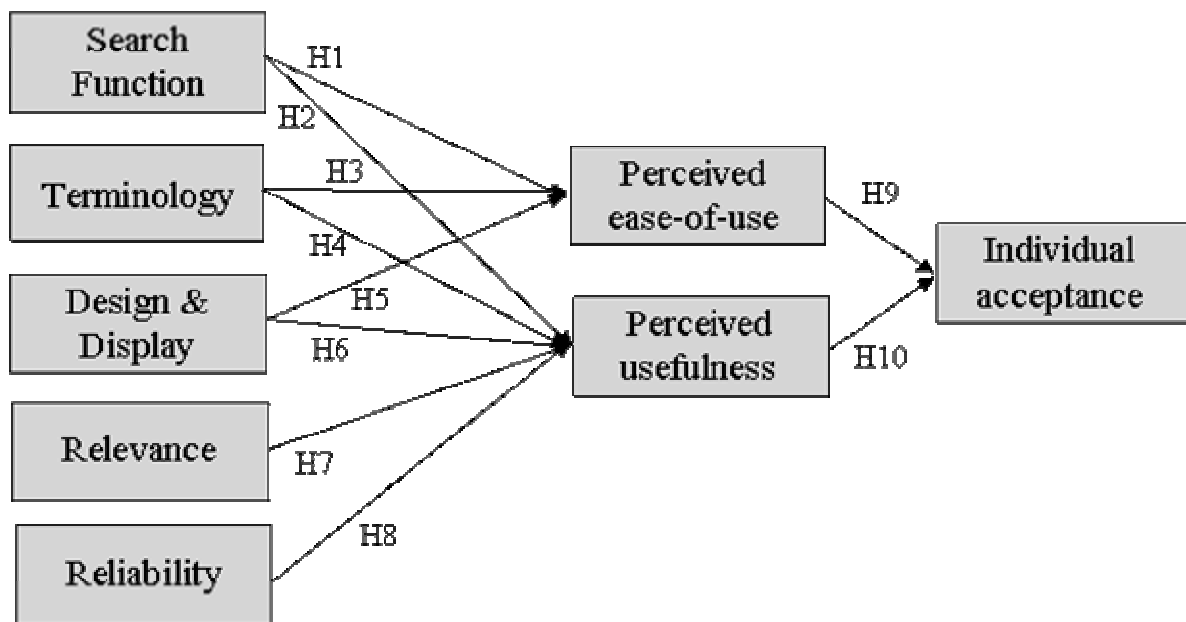 Search
Function
H1
H2
Terminology
H3
H4
Design &
Display
H5
H6
Relevance
H7
Reliability
H8
Perceived
ease-of-use
Perceived
usefulness
H9
H10
Individual
acceptance